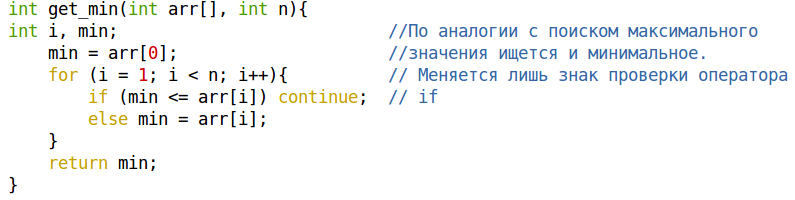 int get_min(int arr[], int n){
int i, min;                           //По аналогии с поиском максимального
    min = arr[0];                     //значения ищется и минимальное.
    for (i = 1; i < n; i++){          // Меняется лишь знак проверки оператора
        if (min <= arr[i]) continue;  // if
        else min = arr[i];
    }
    return min;
}